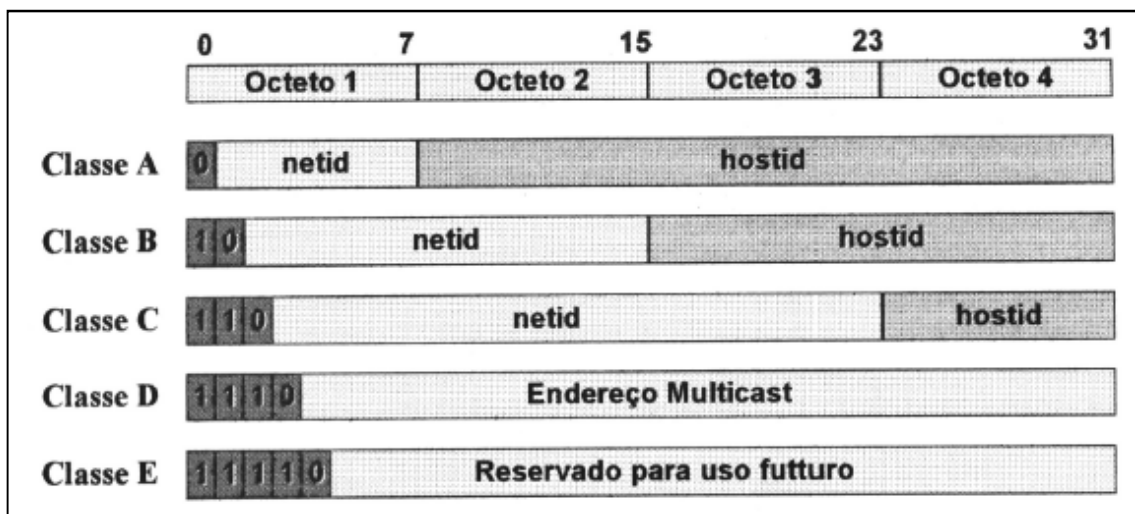 0 7 15 23 31
Octeto 1 Octeto 2 Octeto 3 Octeto 4
Classe A 0 netid hostid
Classe B 1 0 netid hostid
Classe C 1 1 0 netid hostid
Classe D 1 1 1 0 Endereço Multicast
Classe E 1 1 1 1 0 Reservado para uso futturo